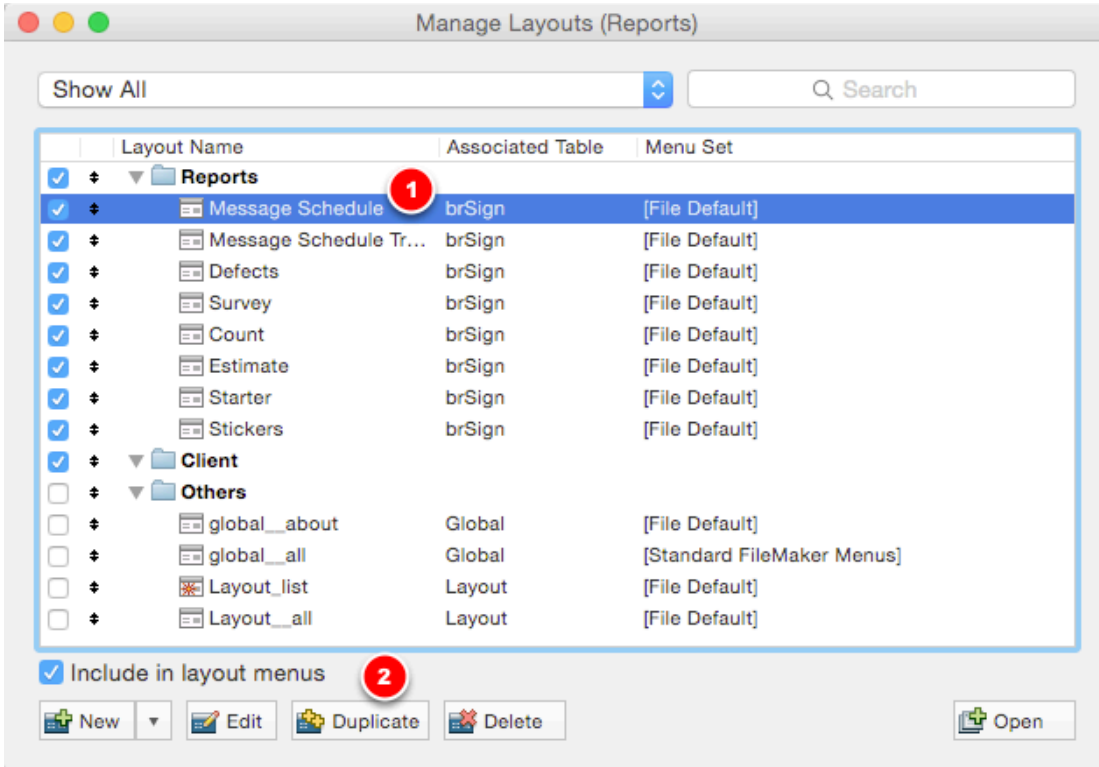 Manage Layouts (Reports)
Show All Search
Layout Name Associated Table Menu Set
Reports
1
Message Schedule brSign [File Default]
Message Schedule Tr... brSign [File Default]
Defects brSign [File Default]
Survey brSign [File Default]
Count brSign [File Default]
Estimate brSign [File Default]
Starter brSign [File Default]
Stickers brSign [File Default]
Client
Others
global__about Global [File Default]
global__all Global [Standard FileMaker Menus]
Layout_list Layout [File Default]
Layout__all Layout [File Default]
Include in layout menus
2
New Edit Duplicate Delete Open